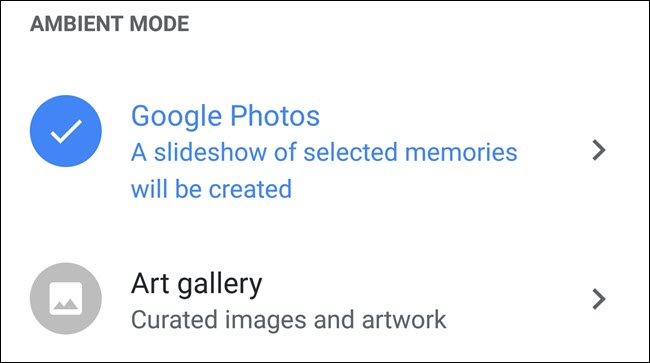 AMBIENT MODE
Google Photos
A slideshow of selected memories
will be created
Art gallery
Curated images and artwork